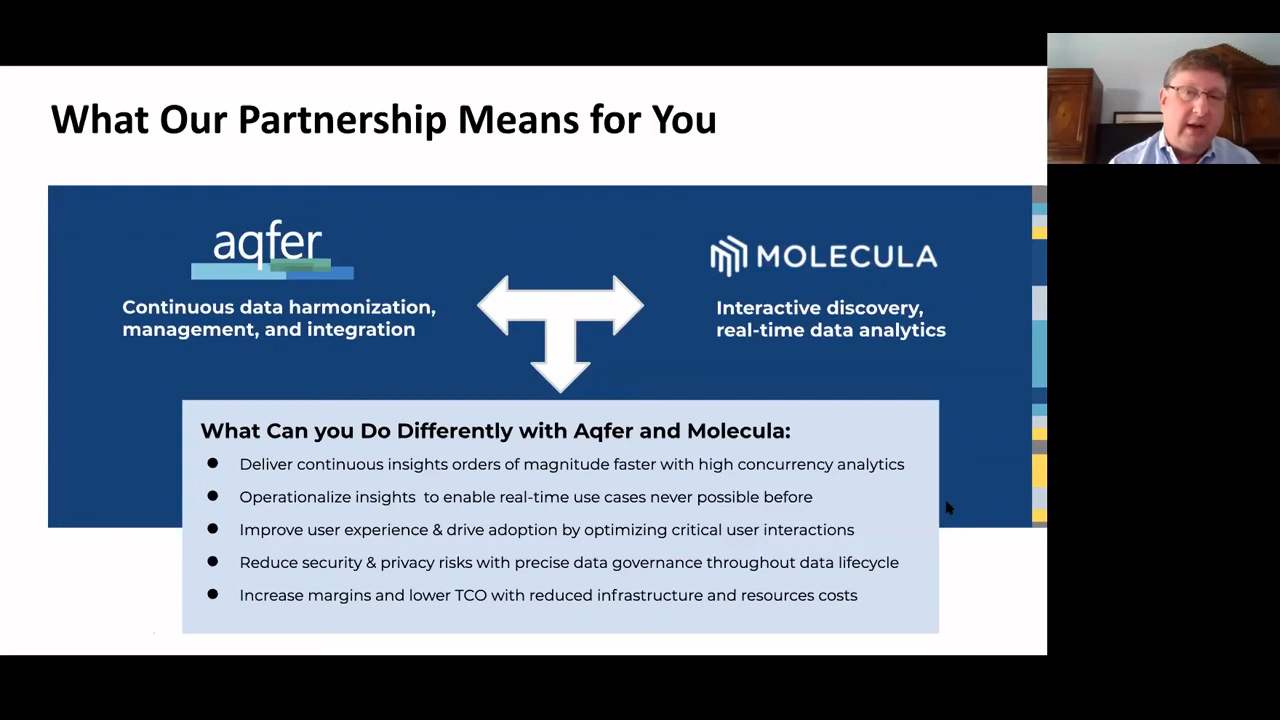 What Our Partnership Means for You
aqfer
Continuous data harmonization,
management, and integration
MOLECULA
Interactive discovery,
real-time data analytics
What Can you Do Differently with Aqfer and Molecula:
● Deliver continuous insights orders of magnitude faster with high concurrency analytics
● Operationalize insights  to enable real-time use cases never possible before
● Improve user experience & drive adoption by optimizing critical user interactions
● Reduce security & privacy risks with precise data governance throughout data lifecycle
● Increase margins and lower TCO with reduced infrastructure and resources costs